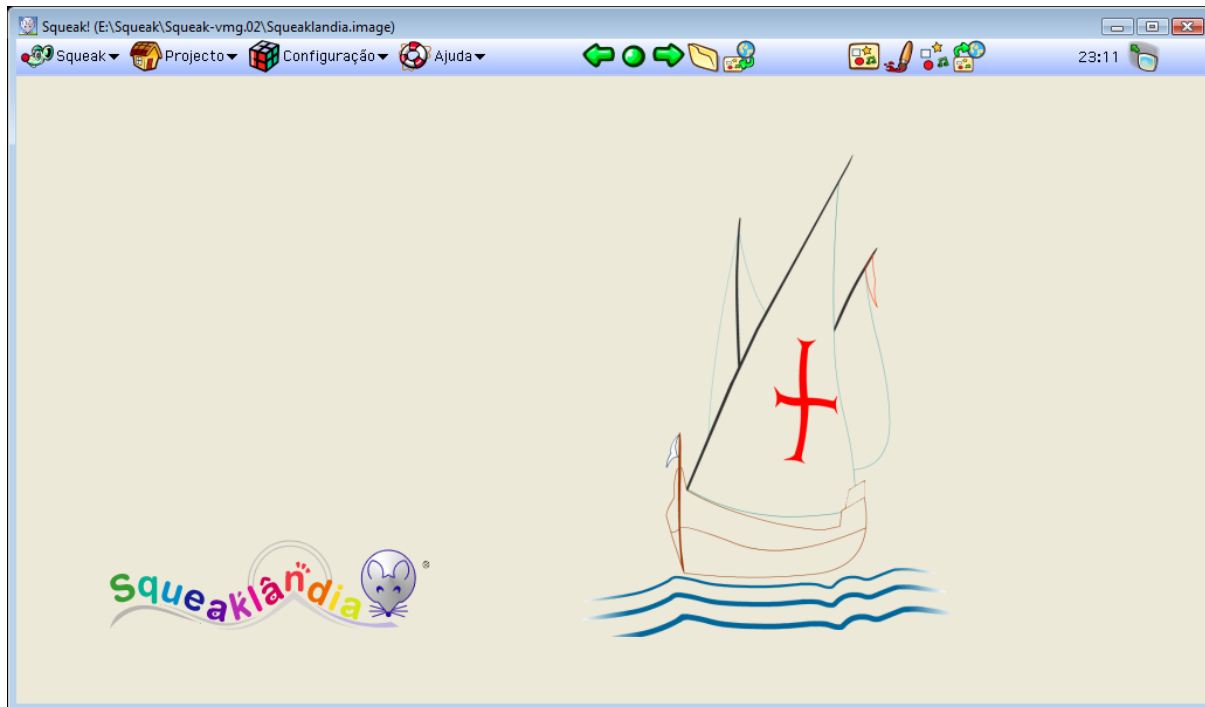 Squeak! (E:\Squeak\Squeak-vmg.02\Squeaklandia.image)
Squeak Projecto Configuração Ajuda 23:11
Squeaklândia ®